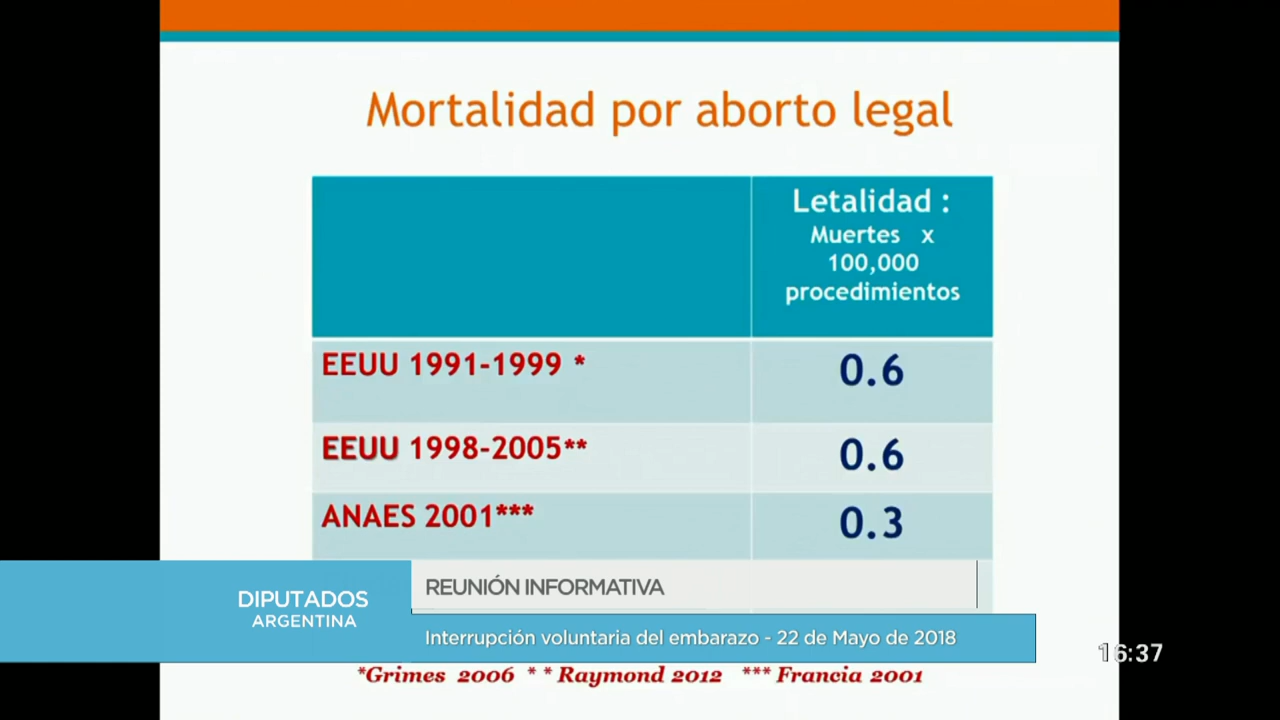 Mortalidad por aborto legal
Letalidad :
Muertes x
100,000
procedimientos
EEUU 1991-1999 *
0.6
EEUU 1998-2005**
0.6
ANAES 2001***
0.3
DIPUTADOS
ARGENTINA
REUNIÓN INFORMATIVA
Interrupción voluntaria del embarazo - 22 de Mayo de 2018
16:37
*Grimes 2006 * * Raymond 2012 *** Francia 2001